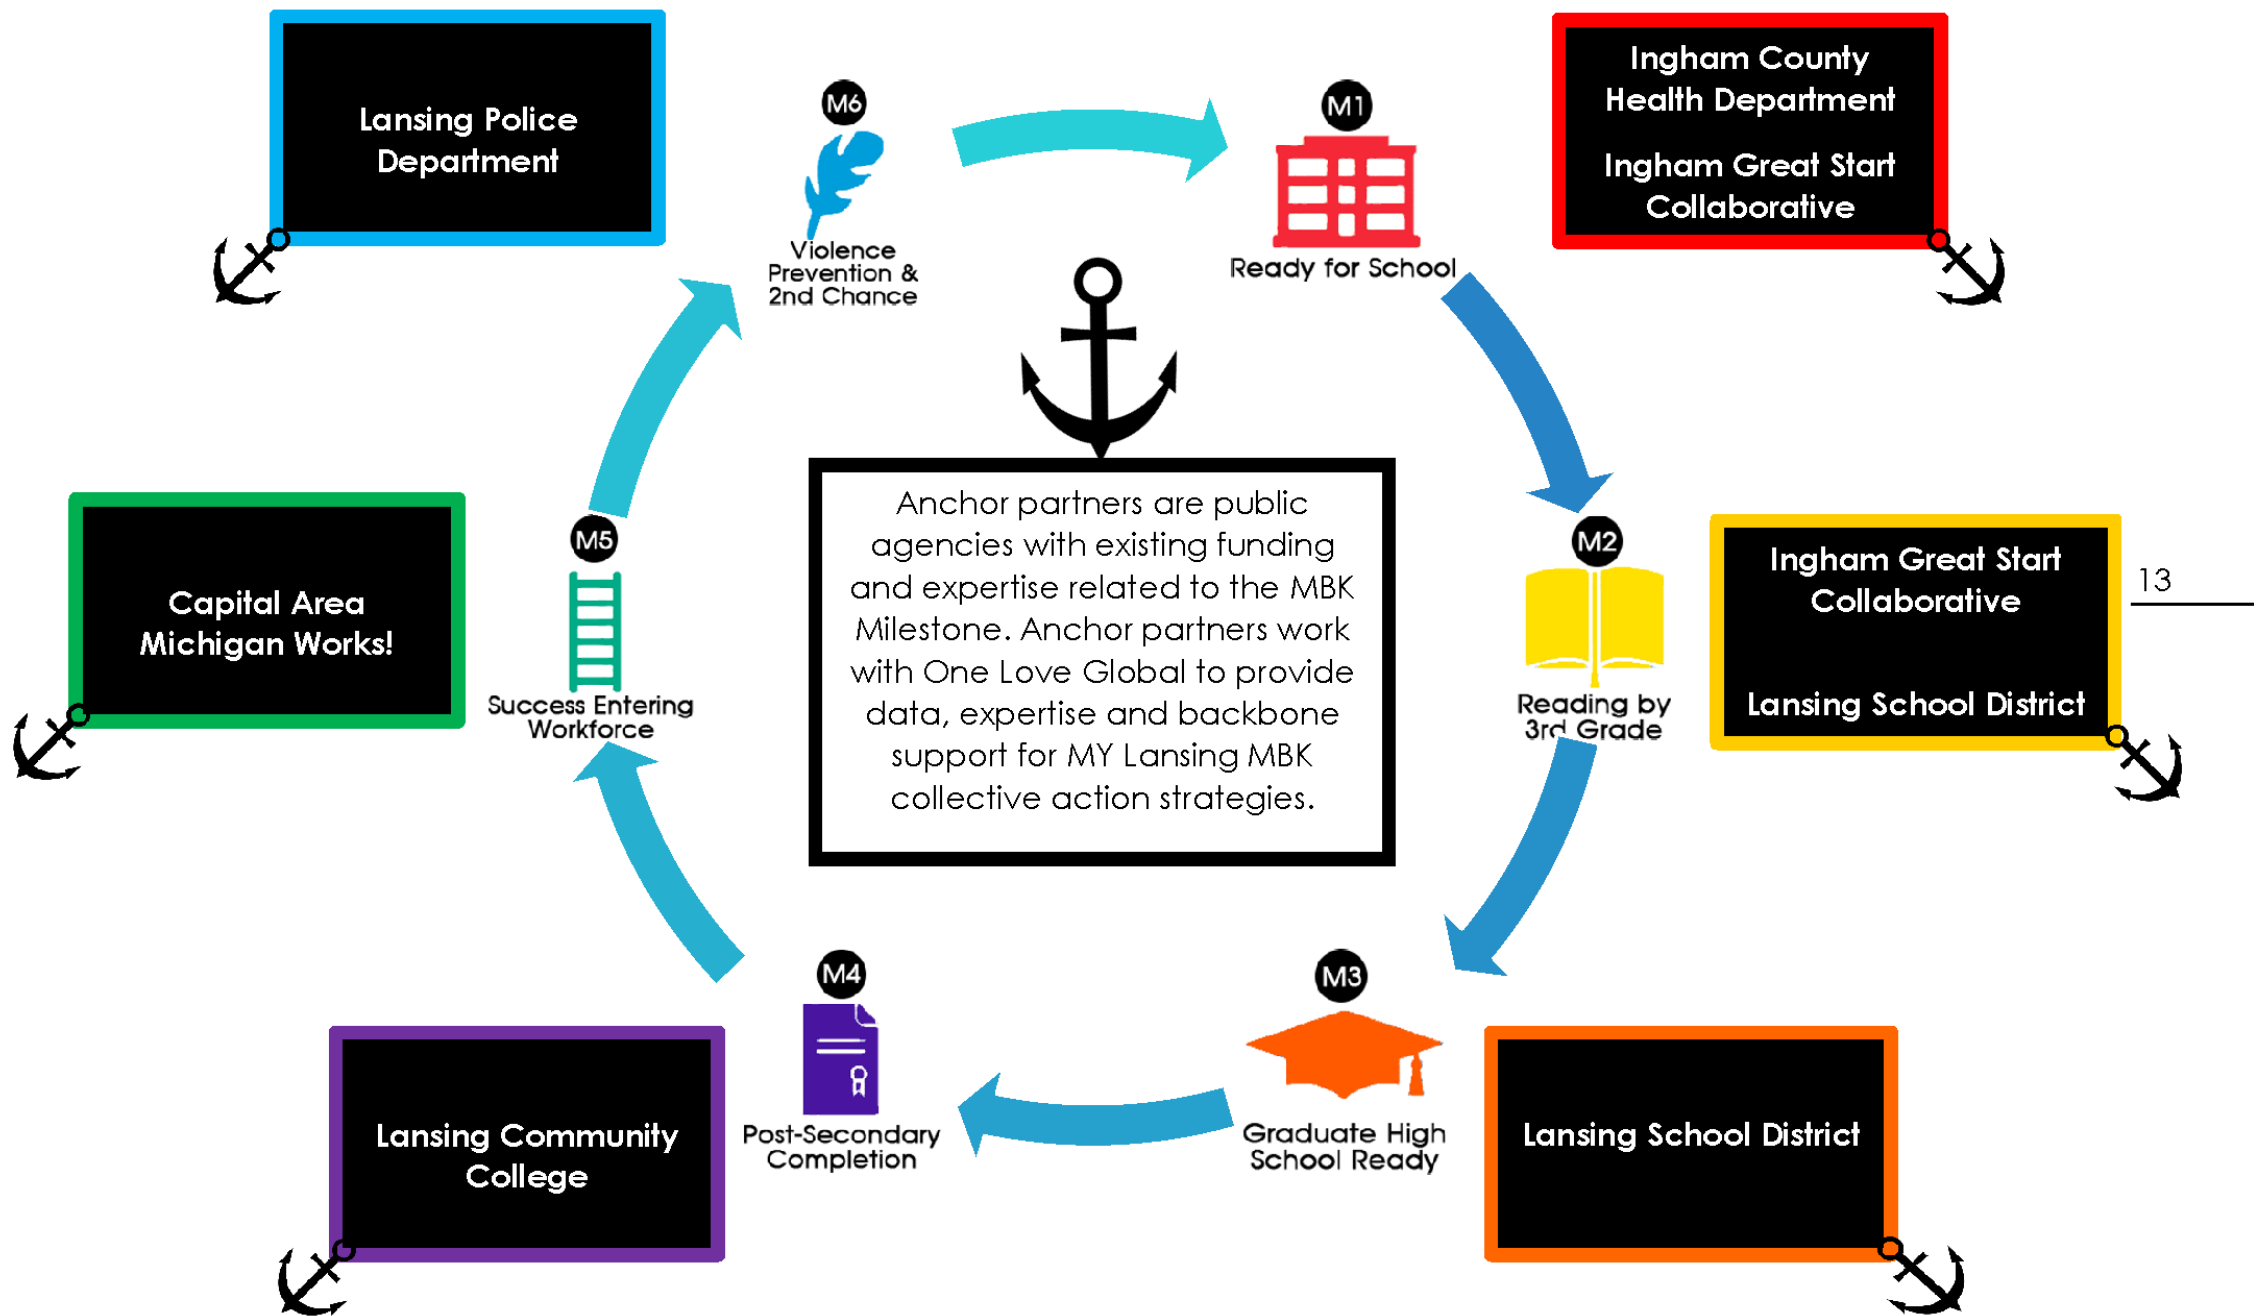 Lansing Police
Department
M6
Violence
Prevention &
2nd Chance
M1
Ready for School
Ingham County
Health Department
Ingham Great Start
Collaborative
Capital Area
Michigan Works!
M5
Success Entering
Workforce
Anchor partners are public
agencies with existing funding
and expertise related to the MBK
Milestone. Anchor partners work
with One Love Global to provide
data, expertise and backbone
support for MY Lansing MBK
collective action strategies.
M2
Reading by
3rd Grade
Ingham Great Start
Collaborative
Lansing School District
13
Lansing Community
College
M4
Post-Secondary
Completion
M3
Graduate High
School Ready
Lansing School District